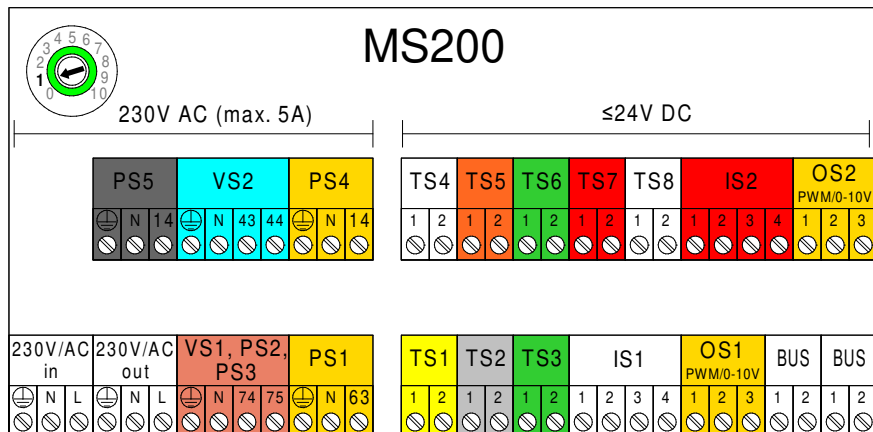 MS200
0 1 2 3 4 5 6 7 8 9 10
230V AC (max. 5A)
≤24V DC
PS5 VS2 PS4 TS4 TS5 TS6 TS7 TS8 IS2 OS2
PWM/0-10V
N 14 N 43 44 N 14 1 2 1 2 1 2 1 2 1 2 1 2 3 4 1 2 3
230V/AC in 230V/AC out VS1, PS2, PS3 PS1 TS1 TS2 TS3 IS1 OS1 BUS BUS
PWM/0-10V
N L N L N 74 75 N 63 1 2 1 2 1 2 1 2 3 4 1 2 3 1 2 1 2